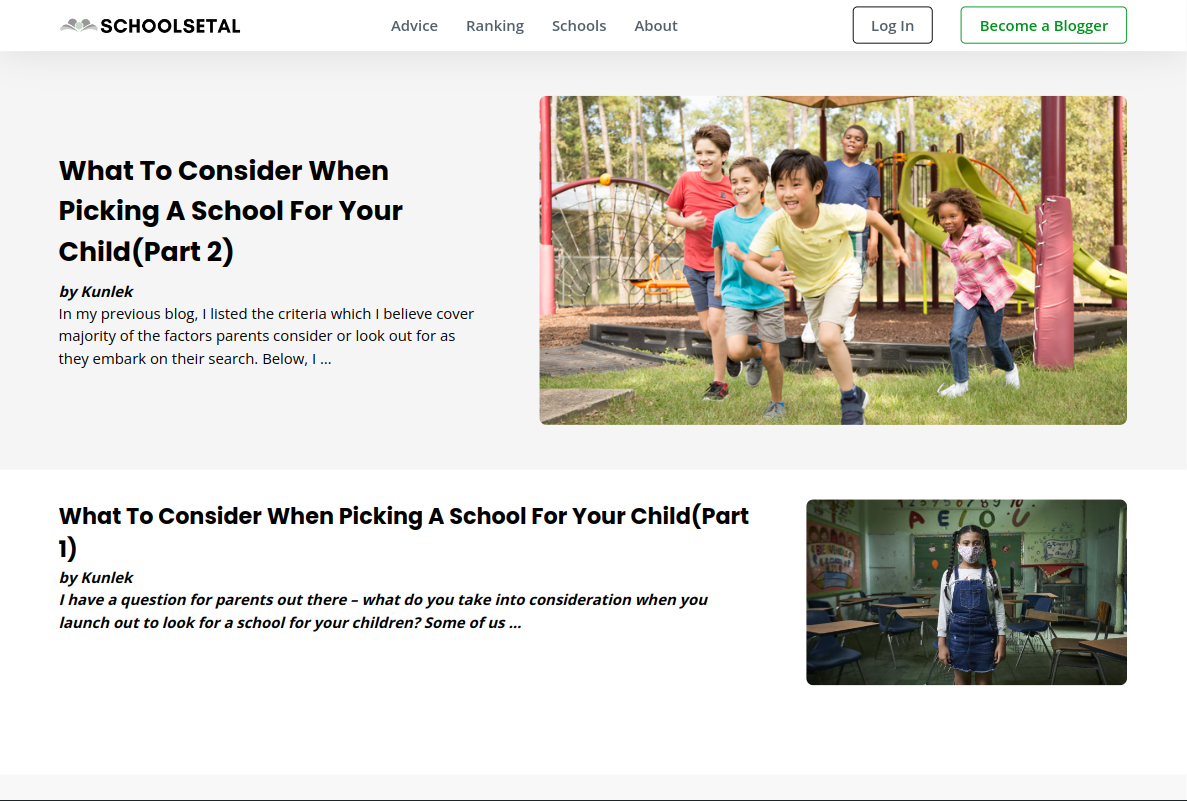 SCHOOLSETAL
Advice Ranking Schools About
Log In
Become a Blogger
What To Consider When
Picking A School For Your
Child(Part 2)
by Kunlek
In my previous blog, I listed the criteria which I believe cover
majority of the factors parents consider or look out for as
they embark on their search. Below, I ...
What To Consider When Picking A School For Your Child(Part
1)
by Kunlek
I have a question for parents out there – what do you take into consideration when you
launch out to look for a school for your children? Some of us ...
A E I O U